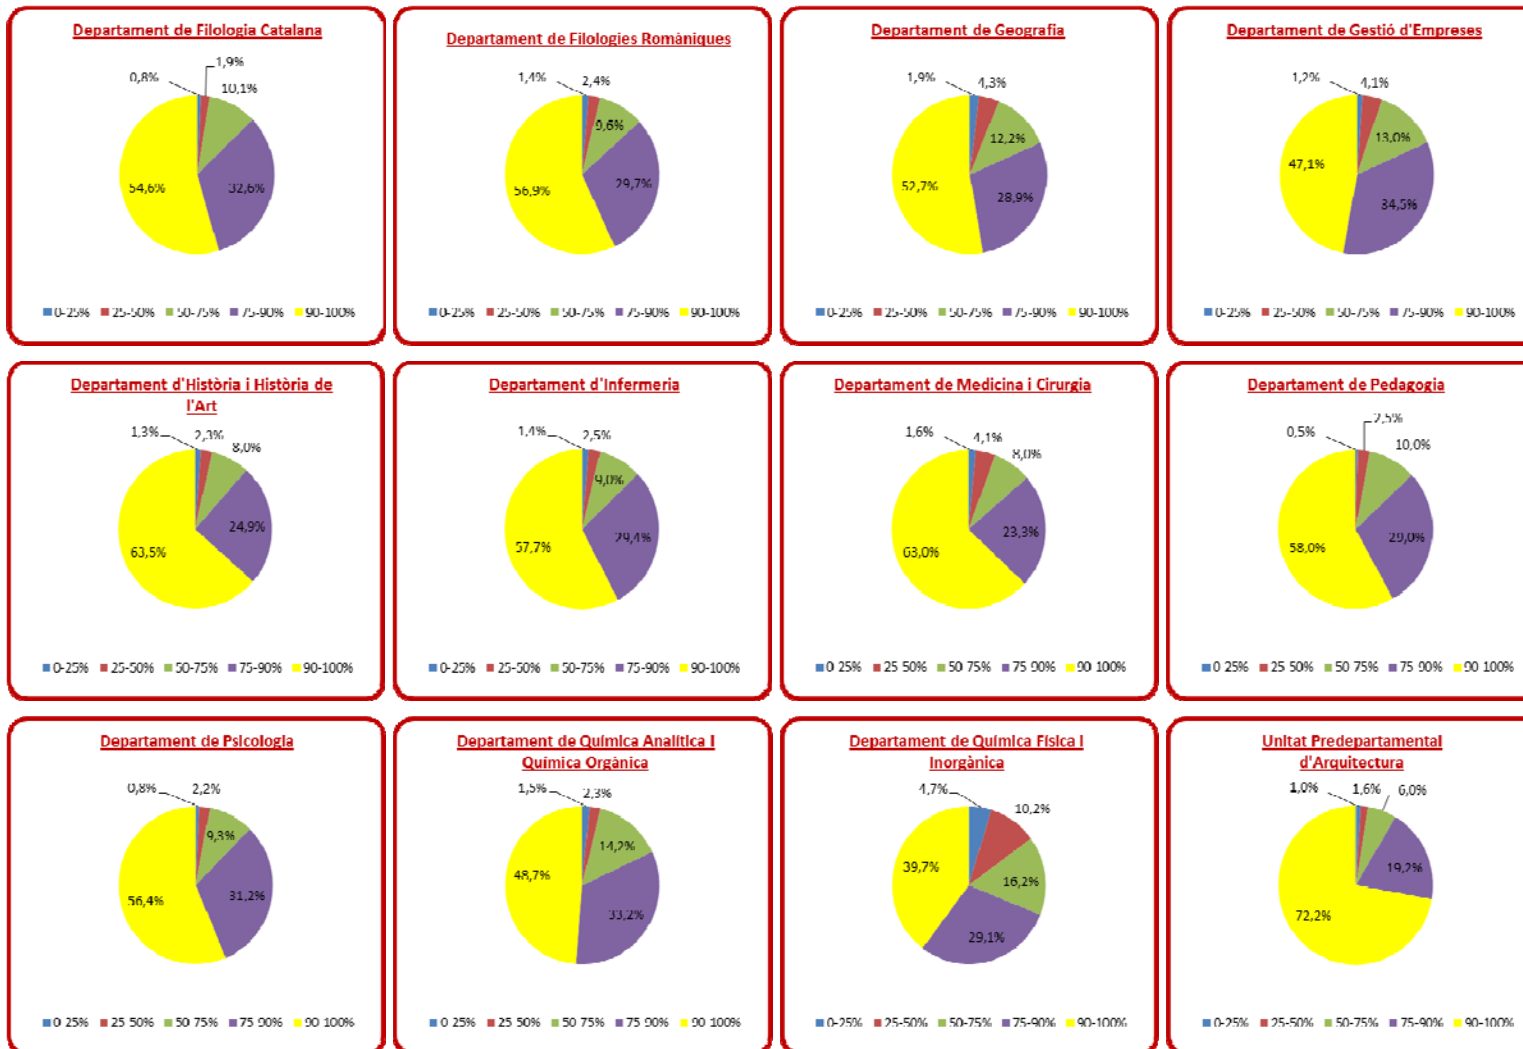 Departament de Filologia Catalana
0,8%
1,9%
10,1%
32,6%
54,6%
0-25% 25-50% 50-75% 75-90% 90-100%
Departament de Filologies Romàniques
1,4%
2,4%
9,6%
29,7%
56,9%
0-25% 25-50% 50-75% 75-90% 90-100%
Departament de Geografia
1,9%
4,3%
12,2%
28,9%
52,7%
0-25% 25-50% 50-75% 75-90% 90-100%
Departament de Gestió d'Empreses
1,2%
4,1%
13,0%
34,5%
47,1%
0-25% 25-50% 50-75% 75-90% 90-100%
Departament d'Història i Història de
l'Art
1,3%
2,3%
8,0%
24,9%
63,5%
0-25% 25-50% 50-75% 75-90% 90-100%
Departament d'Infermeria
1,4%
2,5%
9,0%
29,4%
57,7%
0-25% 25-50% 50-75% 75-90% 90-100%
Departament de Medicina i Cirurgia
1,6%
4,1%
8,0%
23,3%
63,0%
0-25% 25-50% 50-75% 75-90% 90-100%
Departament de Pedagogia
0,5%
2,5%
10,0%
29,0%
58,0%
0-25% 25-50% 50-75% 75-90% 90-100%
Departament de Psicologia
0,8%
2,2%
9,3%
31,2%
56,4%
0-25% 25-50% 50-75% 75-90% 90-100%
Departament de Química Analítica I
Química Orgànica
1,5%
2,3%
14,2%
33,2%
48,7%
0-25% 25-50% 50-75% 75-90% 90-100%
Departament de Química Física I
Inorgànica
4,7%
10,2%
16,2%
29,1%
39,7%
0-25% 25-50% 50-75% 75-90% 90-100%
Unitat Predepartamental
d'Arquitectura
1,0%
1,6%
6,0%
19,2%
72,2%
0-25% 25-50% 50-75% 75-90% 90-100%